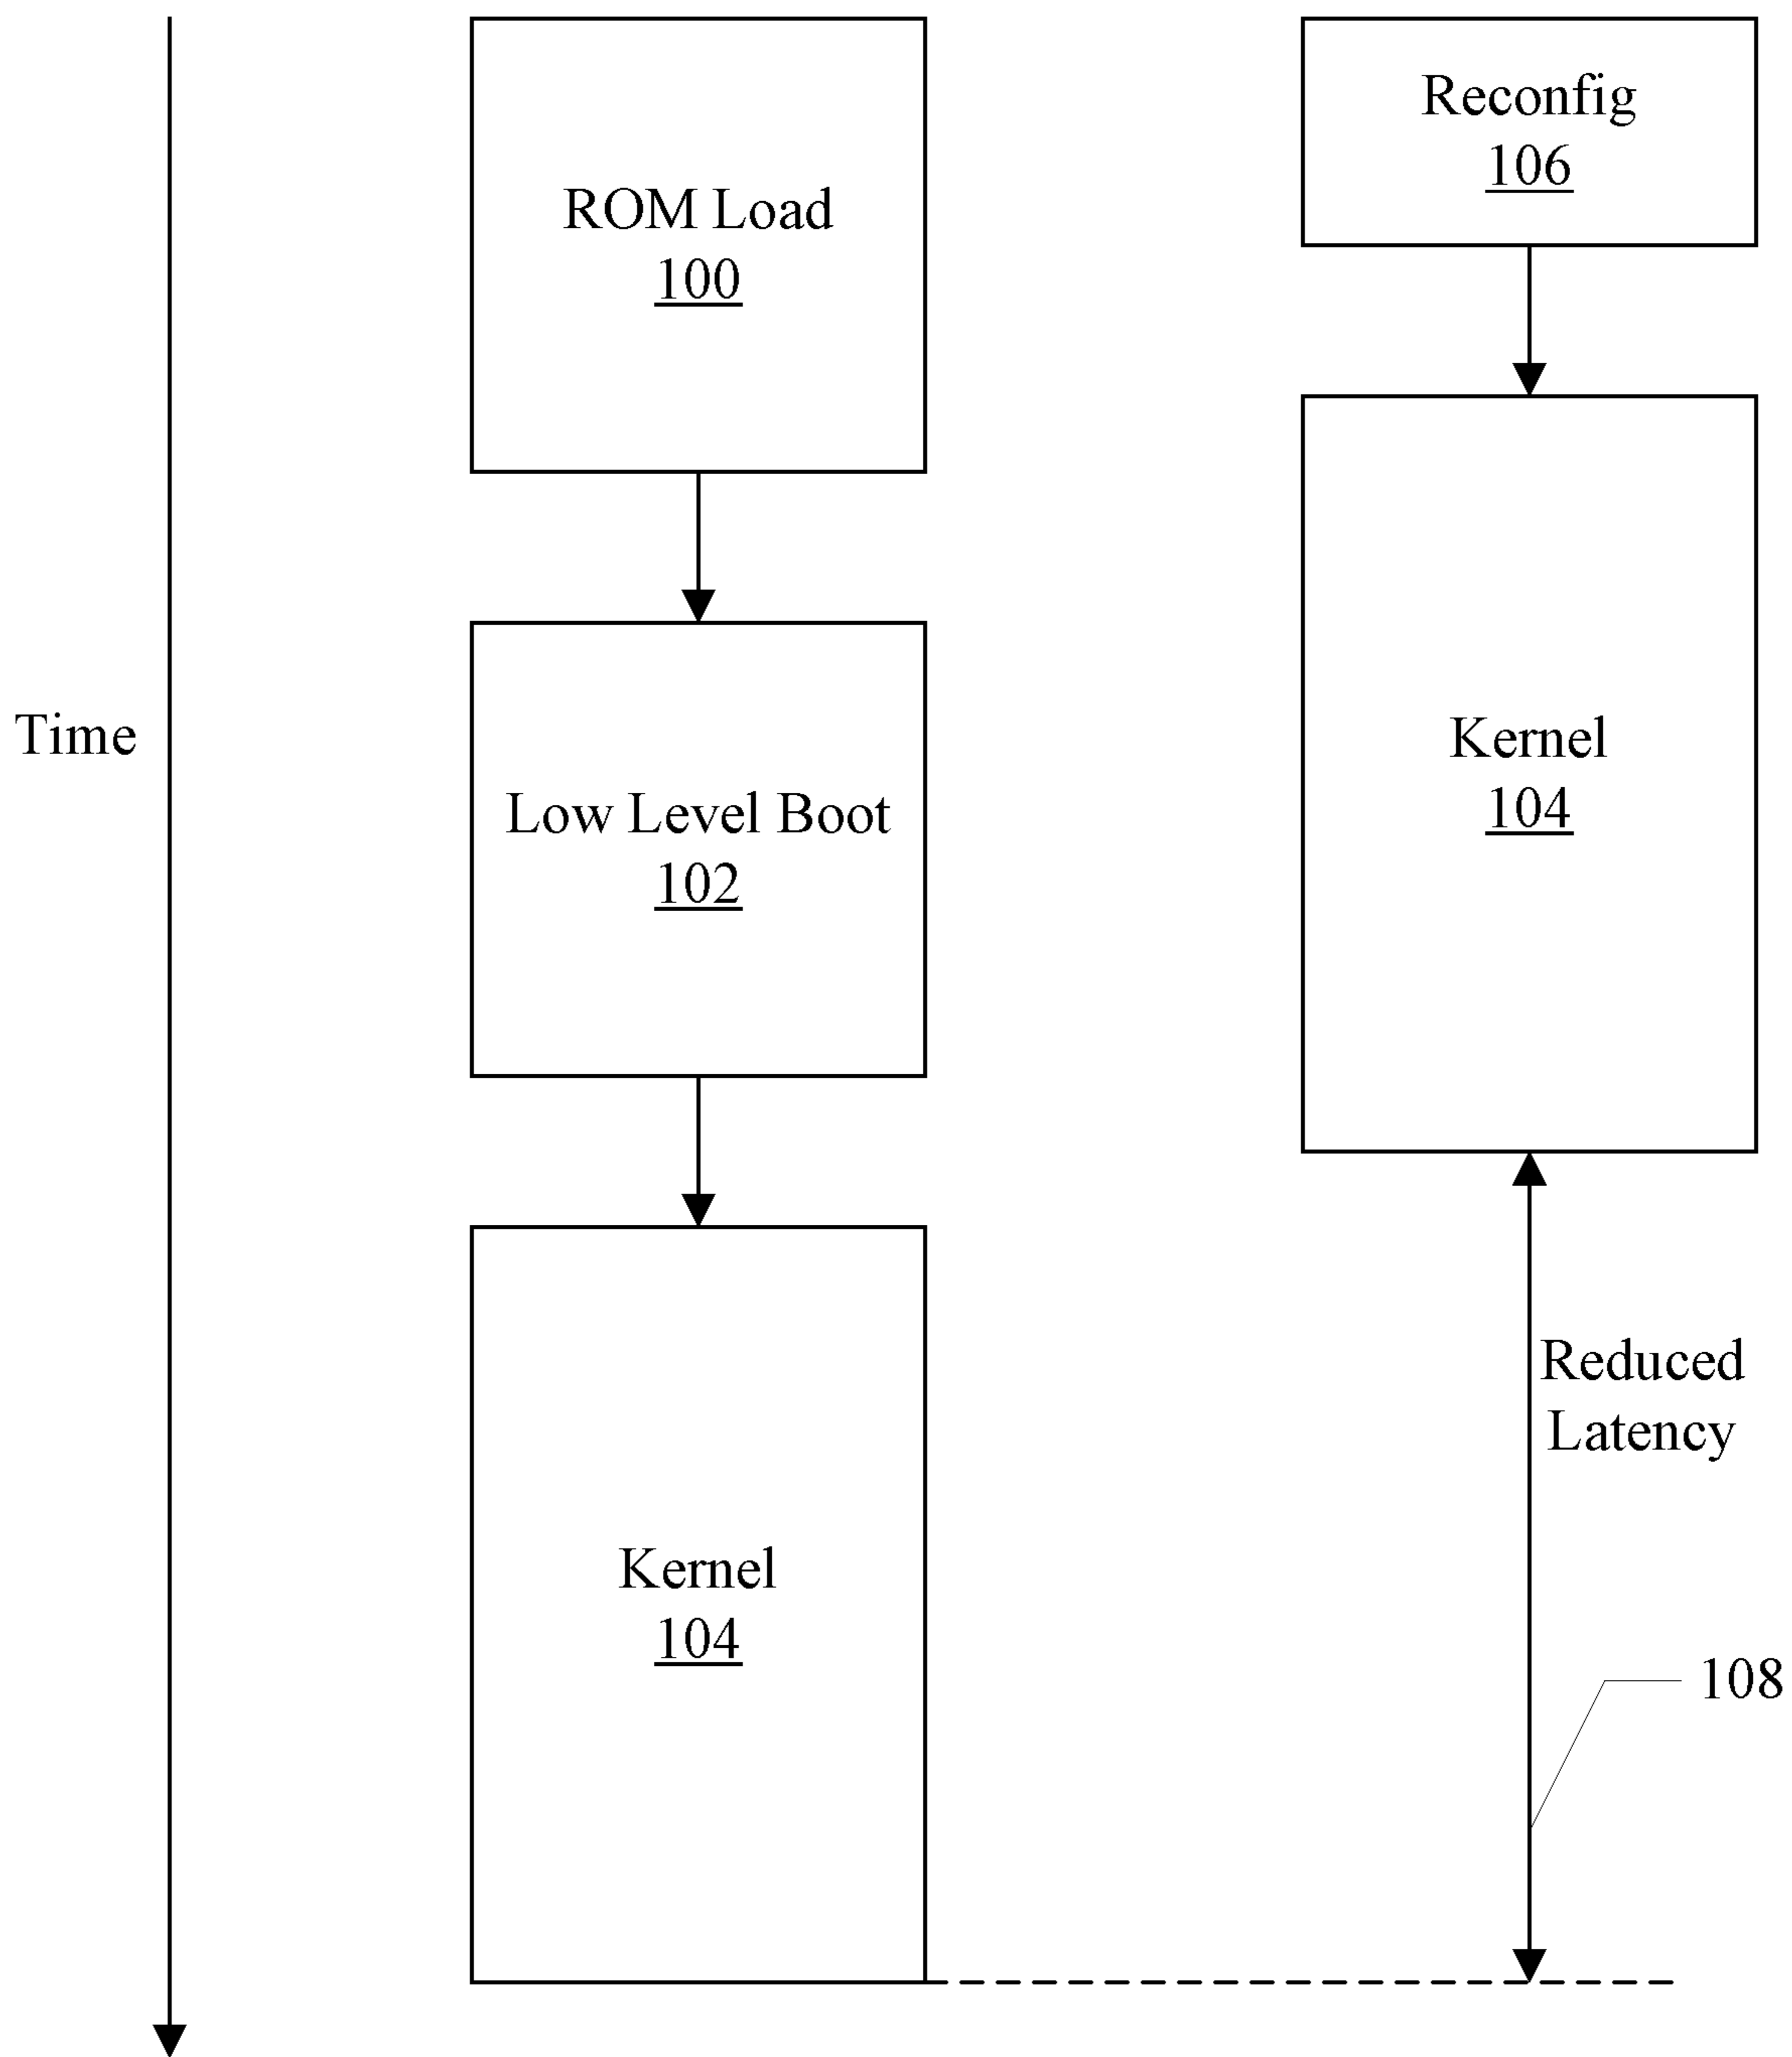 Time
ROM Load
100
Low Level Boot
102
Kernel
104
Reconfig
106
Kernel
104
Reduced
Latency
108